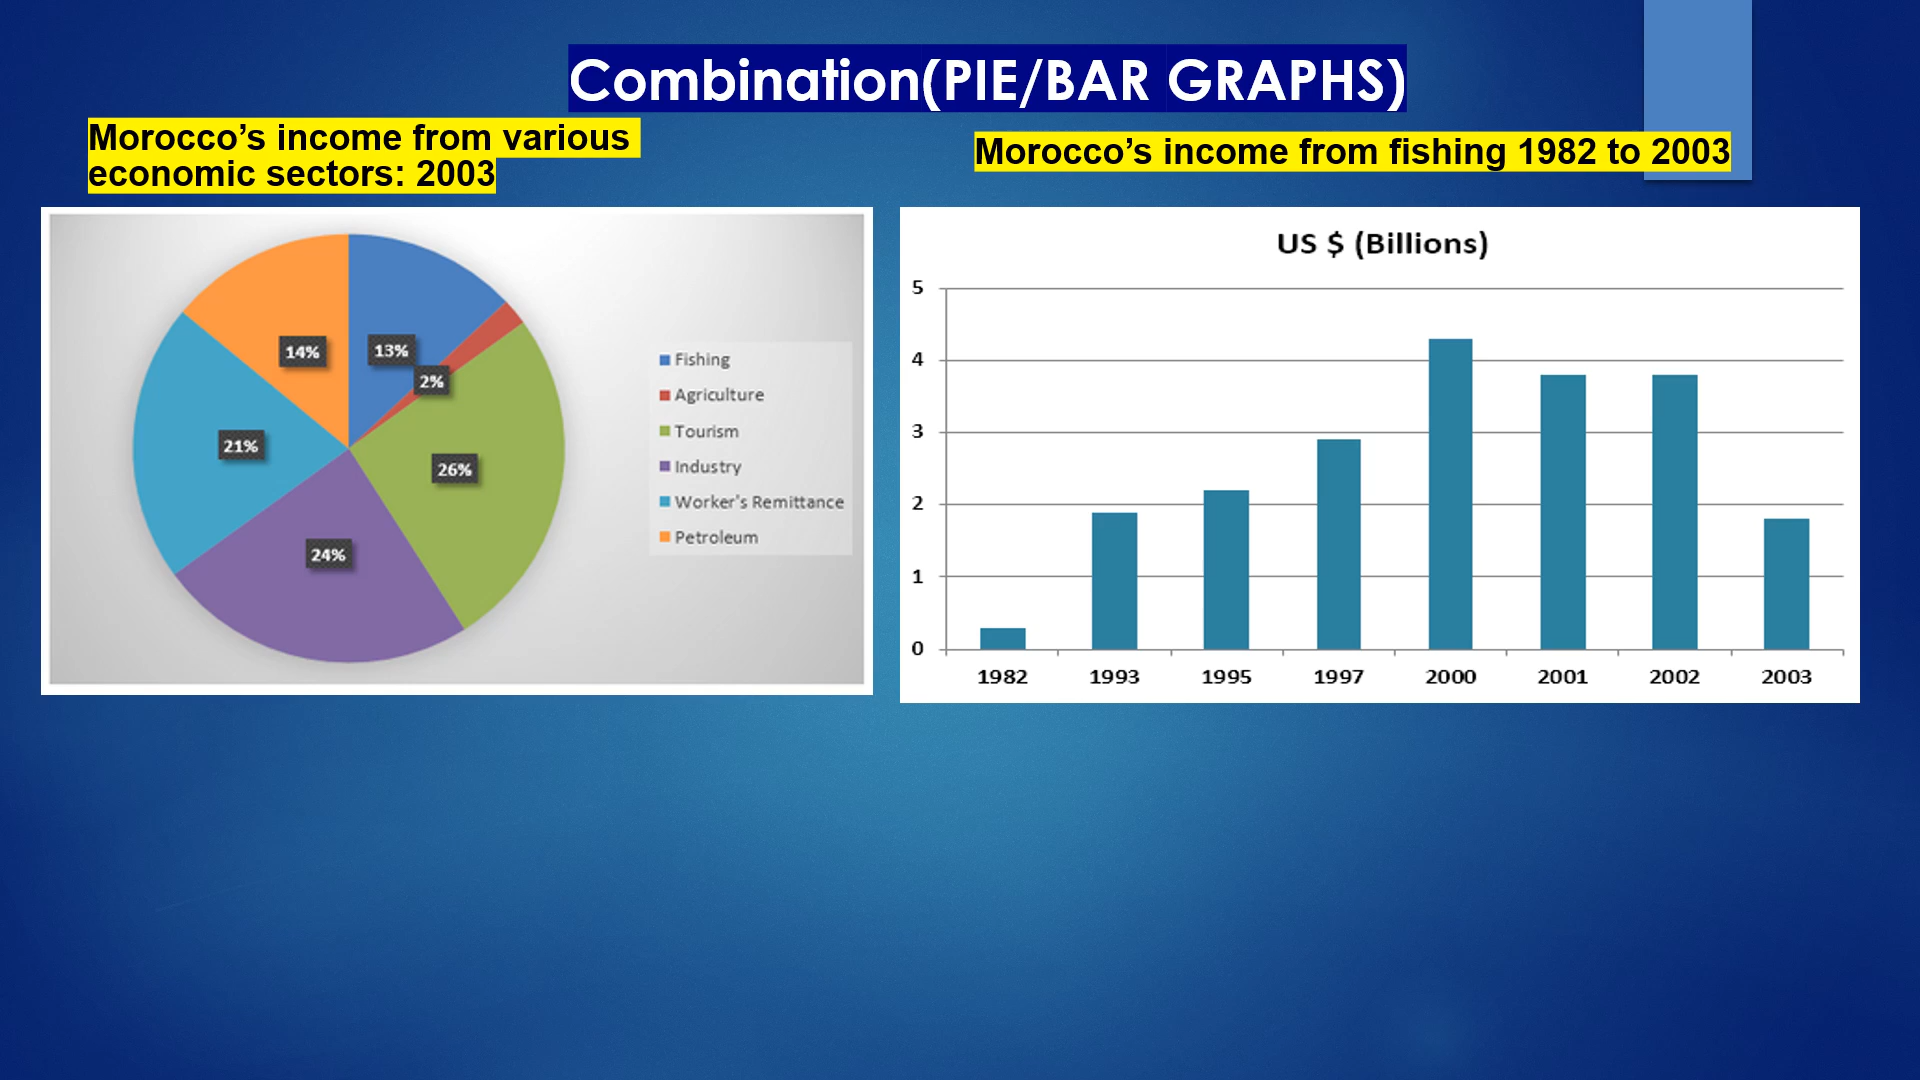 Combination(PIE/BAR GRAPHS)
Morocco’s income from various
economic sectors: 2003
14%
13%
2%
21%
26%
24%
Fishing
Agriculture
Tourism
Industry
Worker's Remittance
Petroleum
Morocco’s income from fishing 1982 to 2003
US $ (Billions)
5
4
3
2
1
0
1982 1993 1995 1997 2000 2001 2002 2003